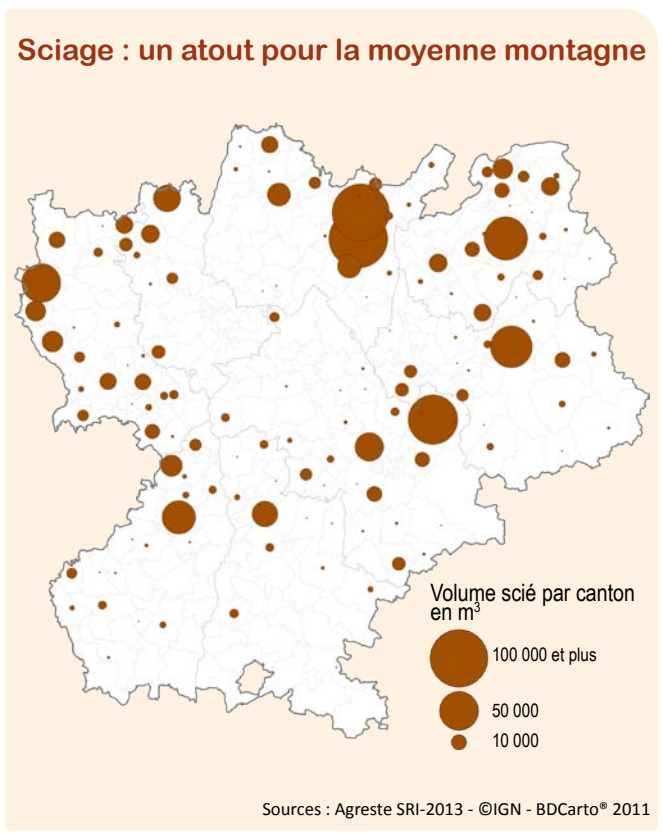 Sciage : un atout pour la moyenne montagne
Volume scié par canton
en m³
100 000 et plus
50 000
10 000
Sources : Agreste SRI-2013 - ©IGN - BDCarto® 2011